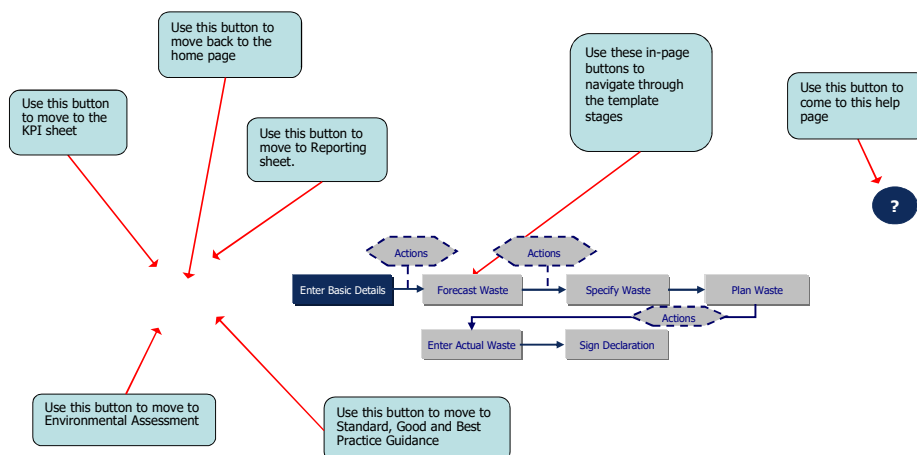 Use this button to
move back to the
home page
Use these in-page
buttons to
navigate through
the template
stages
Use this button to
come to this help
page
Use this button
to move to the
KPI sheet
Use this button to
move to Reporting
sheet.
?
Actions
Actions
Enter Basic Details
Forecast Waste
Specify Waste
Plan Waste
Actions
Enter Actual Waste
Sign Declaration
Use this button to move to
Environmental Assessment
Use this button to move to
Standard, Good and Best
Practice Guidance